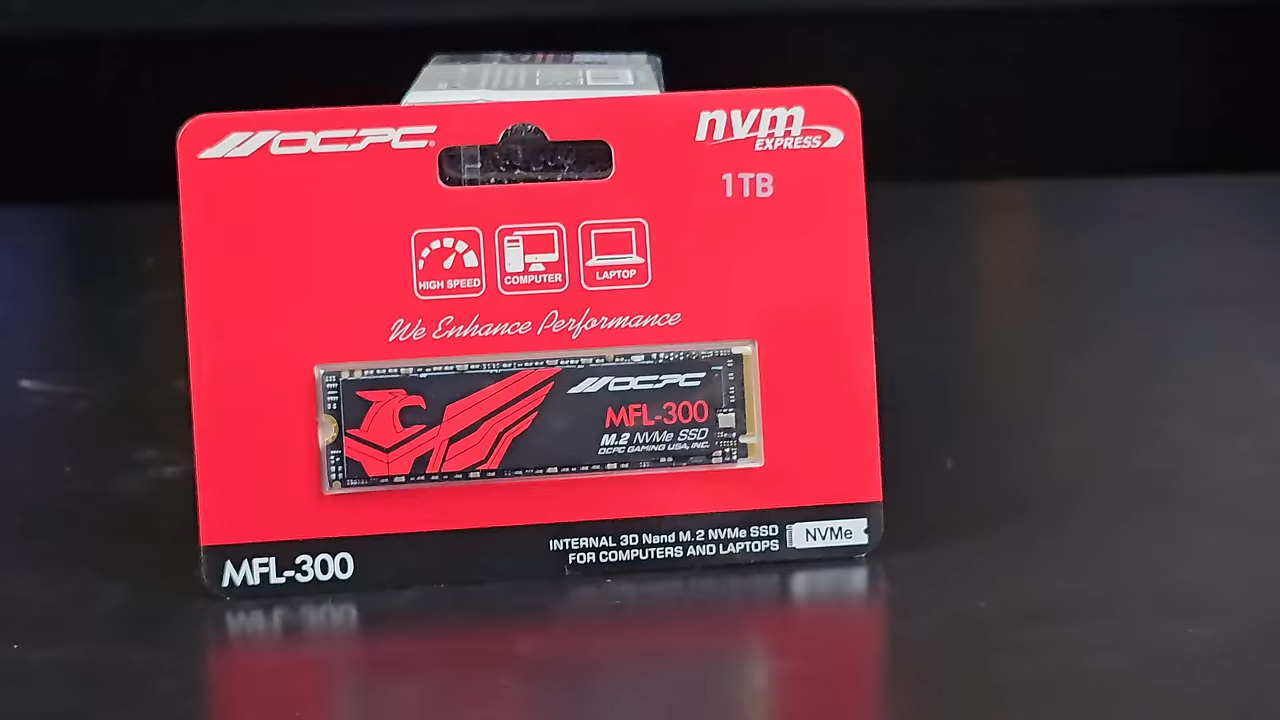 OCPC
nvm
EXPRESS
1TB
HIGH SPEED
COMPUTER
LAPTOP
We Enhance Performance
OCPC
MFL-300
M.2 NVMe SSD
OCPC GAMING USA, INC.
INTERNAL 3D Nand M.2 NVMe SSD
FOR COMPUTERS AND LAPTOPS
NVMe
MFL-300